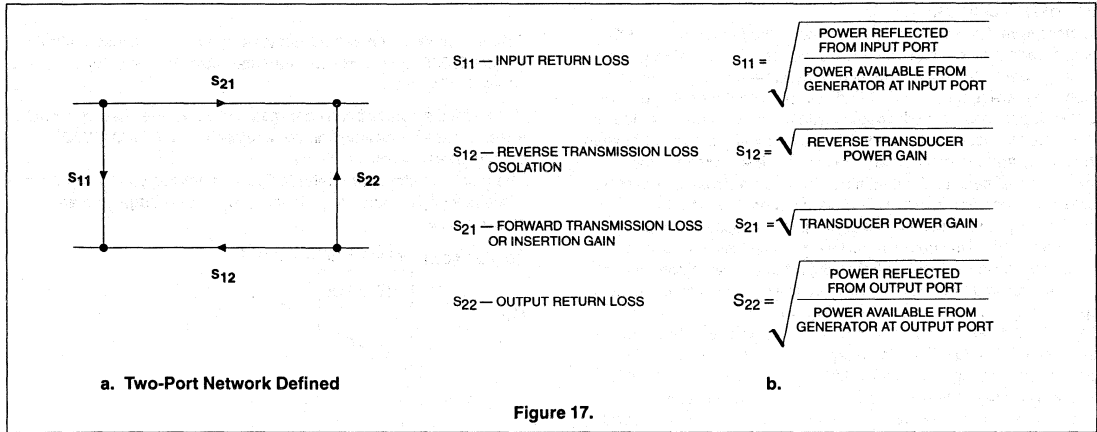 S21
S11
S22
S12
a. Two-Port Network Defined
S11 — INPUT RETURN LOSS
S12 — REVERSE TRANSMISSION LOSS
OSOLATION
S21 — FORWARD TRANSMISSION LOSS
OR INSERTION GAIN
S22 — OUTPUT RETURN LOSS
S11 = √
POWER REFLECTED
FROM INPUT PORT
POWER AVAILABLE FROM
GENERATOR AT INPUT PORT
S12 = √
REVERSE TRANSDUCER
POWER GAIN
S21 = √ TRANSDUCER POWER GAIN
S22 = √
POWER REFLECTED
FROM OUTPUT PORT
POWER AVAILABLE FROM
GENERATOR AT OUTPUT PORT
b.
Figure 17.